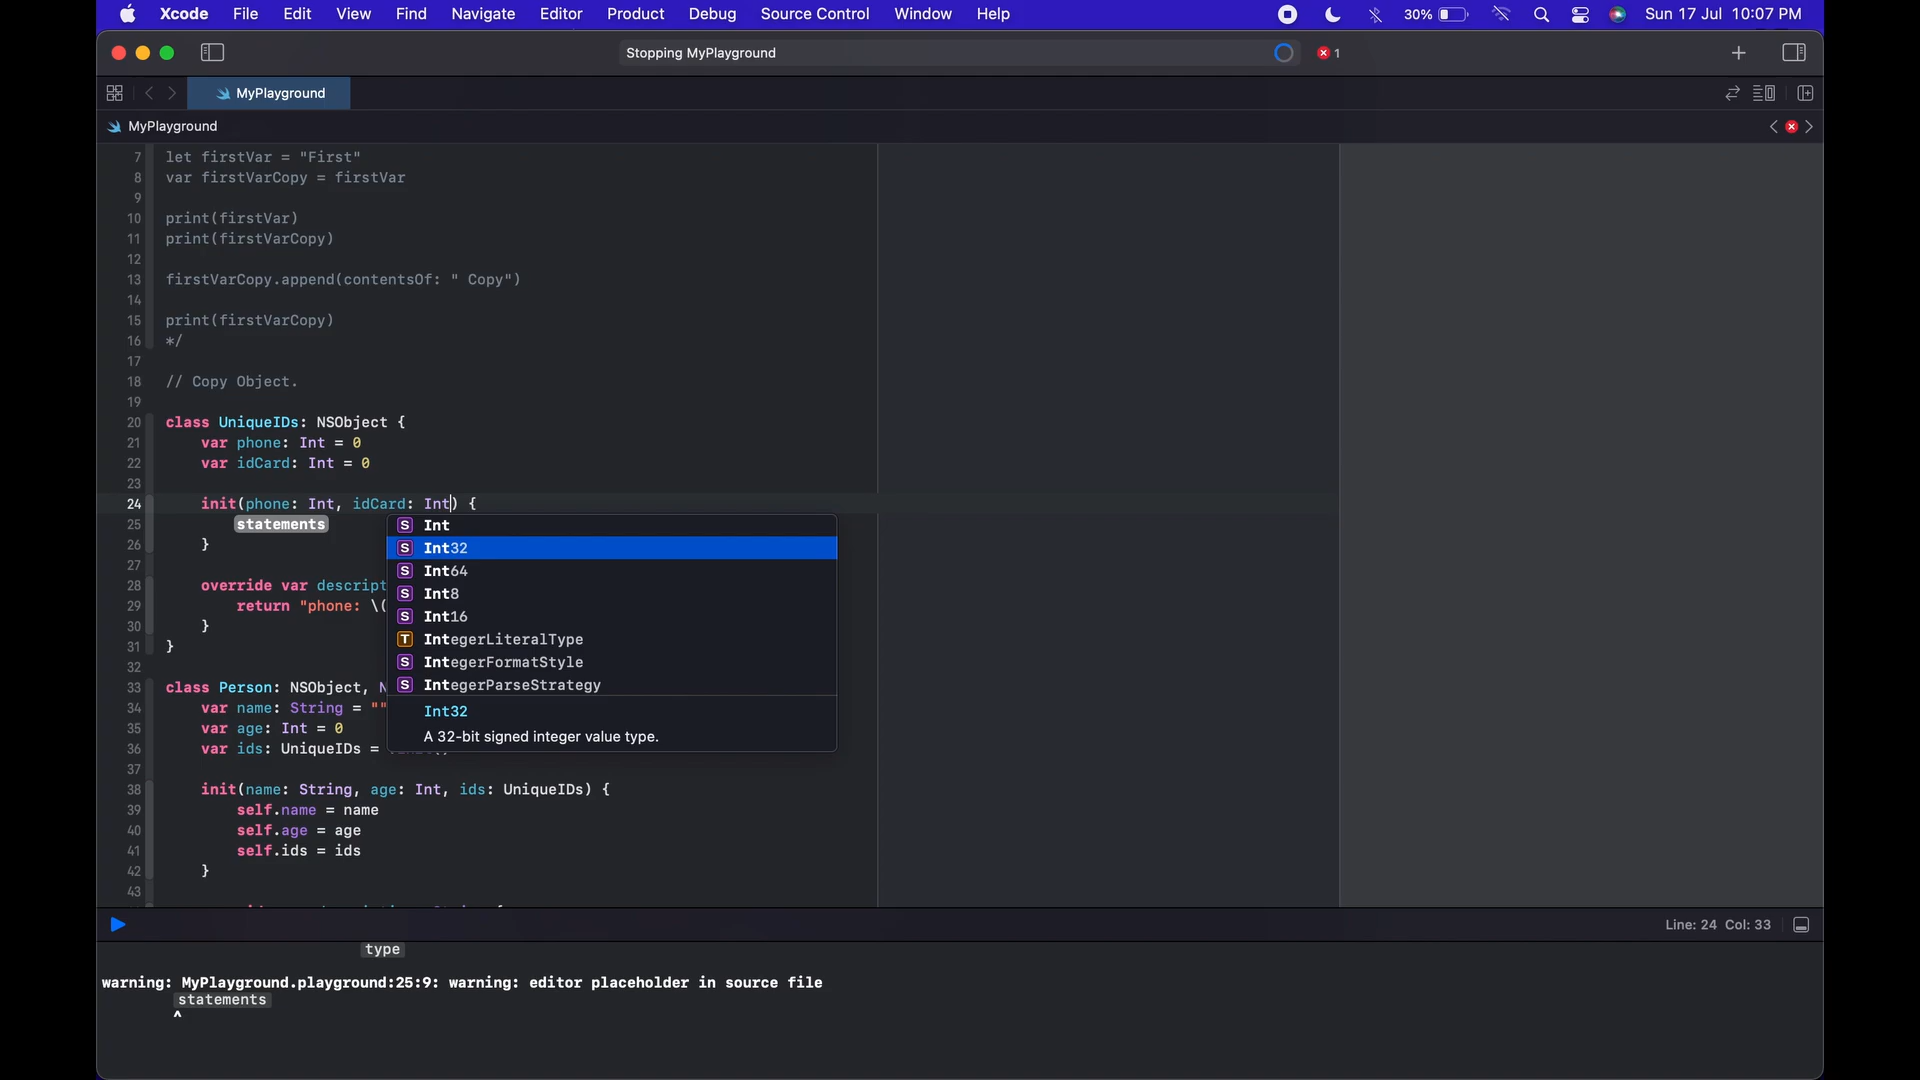 Xcode File Edit View Find Navigate Editor Product Debug Source Control Window Help 30% Sun 17 Jul 10:07 PM
Stopping MyPlayground 1
MyPlayground
MyPlayground
7 let firstVar = "First"
8 var firstVarCopy = firstVar
9
10 print(firstVar)
11 print(firstVarCopy)
12
13 firstVarCopy.append(contentsOf: " Copy")
14
15 print(firstVarCopy)
16 */
17
18 // Copy Object.
19
20 class UniqueIDs: NSObject {
21 var phone: Int = 0
22 var idCard: Int = 0
23
24 init(phone: Int, idCard: Int) {
25 statements
26 }
27
28 override var descript
29 return "phone: \(
30 }
31 }
32
33 class Person: NSObject, N
34 var name: String = ""
35 var age: Int = 0
36 var ids: UniqueIDs =
37
38 init(name: String, age: Int, ids: UniqueIDs) {
39 self.name = name
40 self.age = age
41 self.ids = ids
42 }
43
Int
Int32
Int64
Int8
Int16
IntegerLiteralType
IntegerFormatStyle
IntegerParseStrategy
Int32
A 32-bit signed integer value type.
Line: 24 Col: 33
type
warning: MyPlayground.playground:25:9: warning: editor placeholder in source file
statements
^